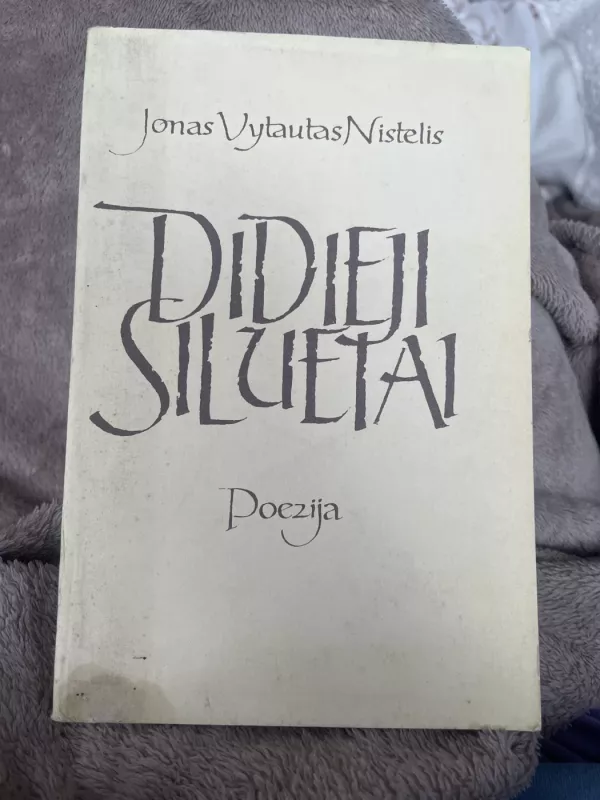 Jonas Vytautas Nistelis
DIDIEJI
SILUETAI
Poezija